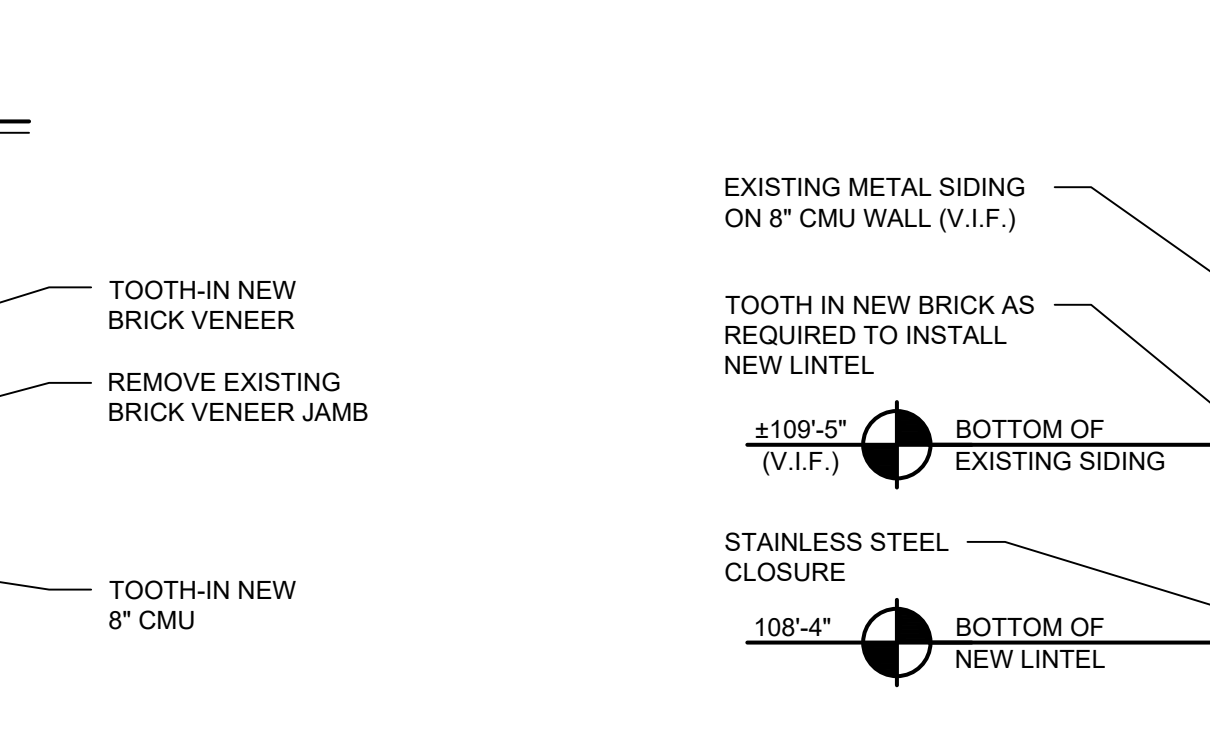 TOOTH-IN NEW
BRICK VENEER
REMOVE EXISTING
BRICK VENEER JAMB
TOOTH-IN NEW
8" CMU
EXISTING METAL SIDING
ON 8" CMU WALL (V.I.F.)
TOOTH IN NEW BRICK AS
REQUIRED TO INSTALL
NEW LINTEL
±109'-5"
(V.I.F.)
BOTTOM OF
EXISTING SIDING
STAINLESS STEEL
CLOSURE
108'-4"
BOTTOM OF
NEW LINTEL